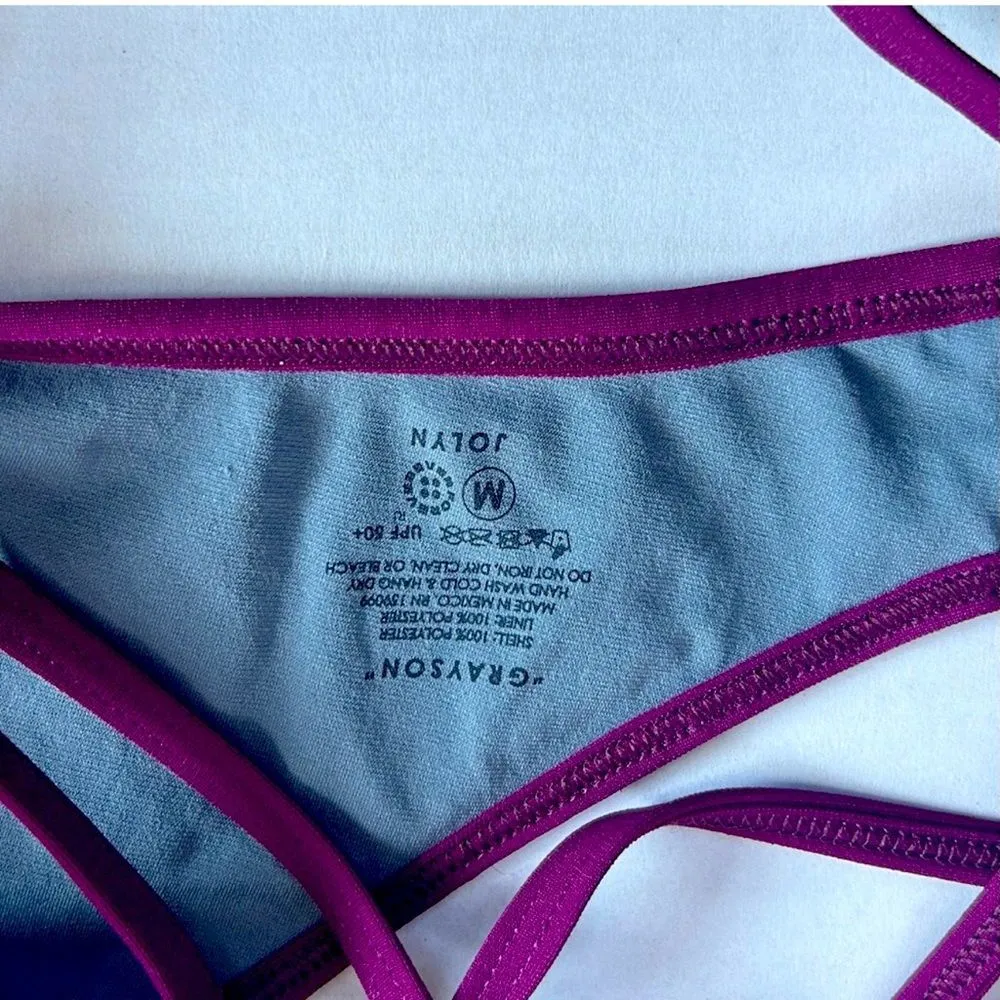 "GRAYSON"
SHELL: 100% POLYESTER
LINER: 100% POLYESTER
MADE IN MEXICO. RN 159099
HAND WASH COLD & HANG DRY
DO NOT IRON, DRY CLEAN, OR BLEACH
UPF 50+
M
JOLYN